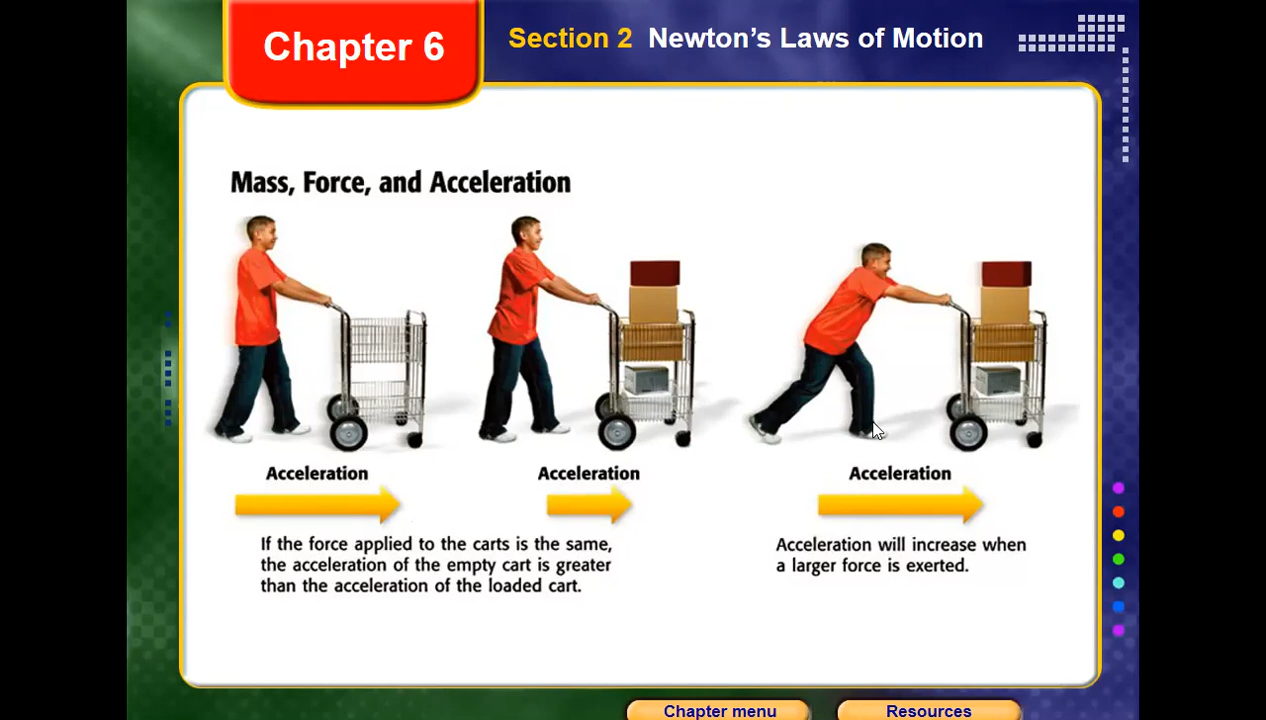 Chapter 6
Section 2 Newton's Laws of Motion
Mass, Force, and Acceleration
Acceleration
Acceleration
Acceleration
If the force applied to the carts is the same,
the acceleration of the empty cart is greater
than the acceleration of the loaded cart.
Acceleration will increase when
a larger force is exerted.
Chapter menu
Resources